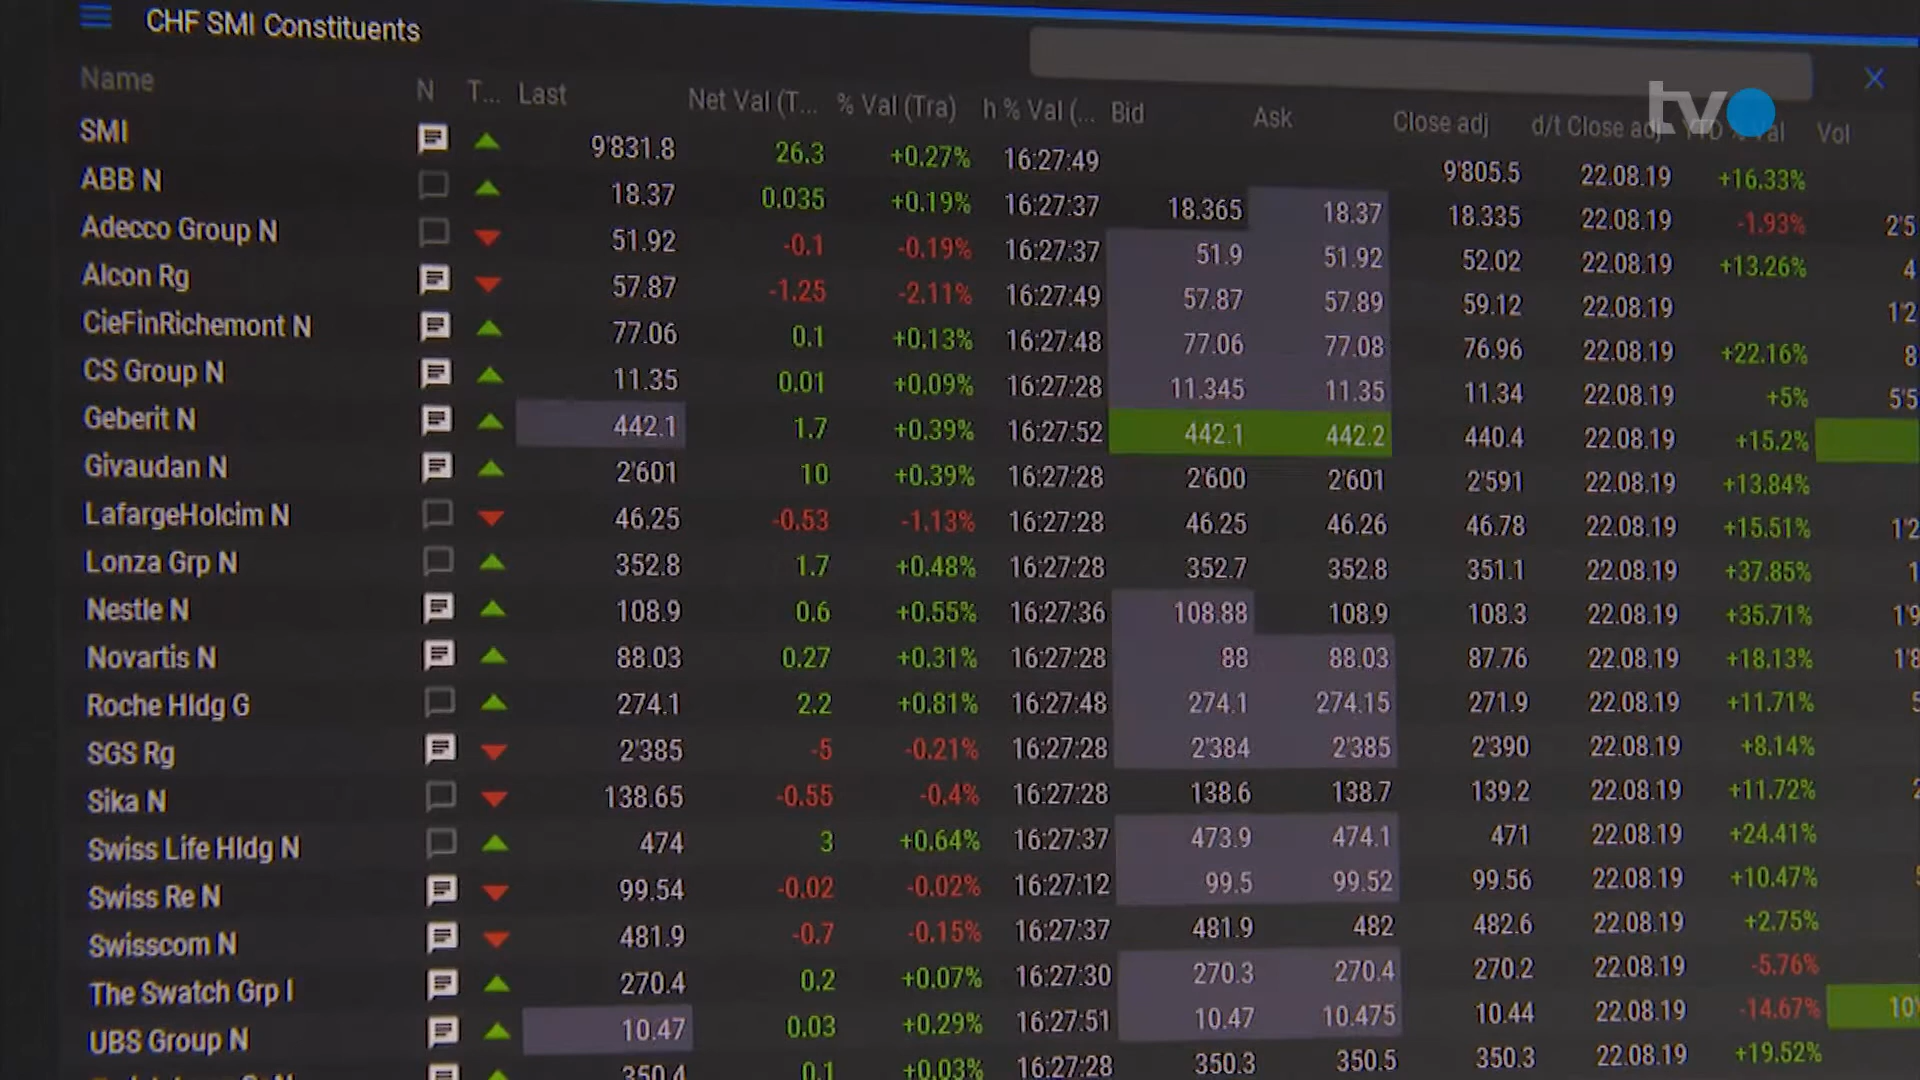 CHF SMI Constituents
tvo
Name N T... Last Net Val (T... % Val (Tra) h % Val (... Bid Ask Close adj d/t Close adj YTD % Val Vol
SMI 9'831.8 26.3 +0.27% 16:27:49 9'805.5 22.08.19 +16.33%
ABB N 18.37 0.035 +0.19% 16:27:37 18.365 18.37 18.335 22.08.19 -1.93% 2'5
Adecco Group N 51.92 -0.1 -0.19% 16:27:37 51.9 51.92 52.02 22.08.19 +13.26% 4
Alcon Rg 57.87 -1.25 -2.11% 16:27:49 57.87 57.89 59.12 22.08.19 1'2
CieFinRichemont N 77.06 0.1 +0.13% 16:27:48 77.06 77.08 76.96 22.08.19 +22.16% 8
CS Group N 11.35 0.01 +0.09% 16:27:28 11.345 11.35 11.34 22.08.19 +5% 5'5
Geberit N 442.1 1.7 +0.39% 16:27:52 442.1 442.2 440.4 22.08.19 +15.2%
Givaudan N 2'601 10 +0.39% 16:27:28 2'600 2'601 2'591 22.08.19 +13.84%
LafargeHolcim N 46.25 -0.53 -1.13% 16:27:28 46.25 46.26 46.78 22.08.19 +15.51% 1'2
Lonza Grp N 352.8 1.7 +0.48% 16:27:28 352.7 352.8 351.1 22.08.19 +37.85% 1
Nestle N 108.9 0.6 +0.55% 16:27:36 108.88 108.9 108.3 22.08.19 +35.71% 1'9
Novartis N 88.03 0.27 +0.31% 16:27:28 88 88.03 87.76 22.08.19 +18.13% 1'8
Roche Hldg G 274.1 2.2 +0.81% 16:27:48 274.1 274.15 271.9 22.08.19 +11.71%
SGS Rg 2'385 -5 -0.21% 16:27:28 2'384 2'385 2'390 22.08.19 +8.14%
Sika N 138.65 -0.55 -0.4% 16:27:28 138.6 138.7 139.2 22.08.19 +11.72%
Swiss Life Hldg N 474 3 +0.64% 16:27:37 473.9 474.1 471 22.08.19 +24.41%
Swiss Re N 99.54 -0.02 -0.02% 16:27:12 99.5 99.52 99.56 22.08.19 +10.47%
Swisscom N 481.9 -0.7 -0.15% 16:27:37 481.9 482 482.6 22.08.19 +2.75%
The Swatch Grp I 270.4 0.2 +0.07% 16:27:30 270.3 270.4 270.2 22.08.19 -5.76%
UBS Group N 10.47 0.03 +0.29% 16:27:51 10.47 10.475 10.44 22.08.19 -14.67% 10'
350.4 0.1 +0.03% 16:27:28 350.3 350.5 350.3 22.08.19 +19.52%